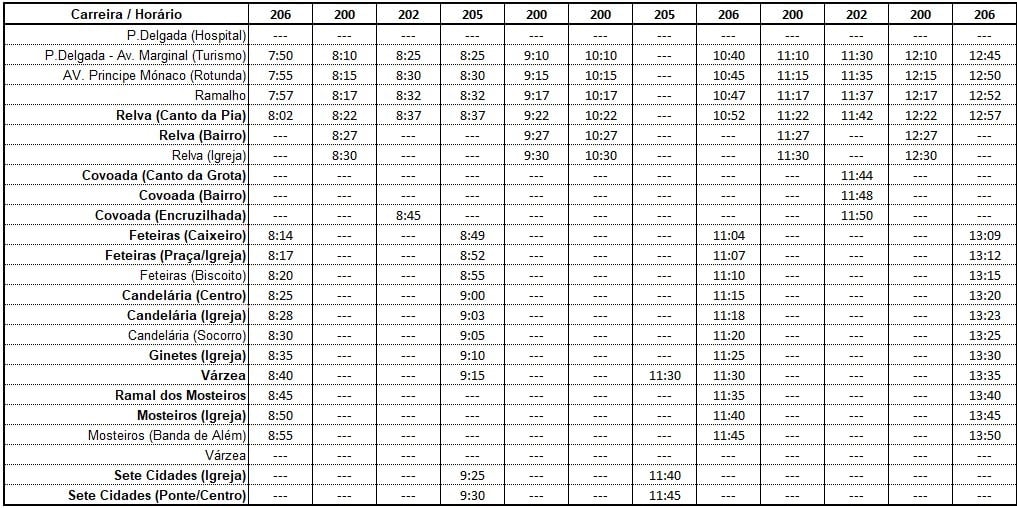 Carreira / Horário 206 200 202 205 200 200 205 206 200 202 200 206
P.Delgada (Hospital) --- --- --- --- --- --- --- --- --- --- --- ---
P.Delgada - Av. Marginal (Turismo) 7:50 8:10 8:25 8:25 9:10 10:10 --- 10:40 11:10 11:30 12:10 12:45
AV. Principe Mónaco (Rotunda) 7:55 8:15 8:30 8:30 9:15 10:15 --- 10:45 11:15 11:35 12:15 12:50
Ramalho 7:57 8:17 8:32 8:32 9:17 10:17 --- 10:47 11:17 11:37 12:17 12:52
Relva (Canto da Pia) 8:02 8:22 8:37 8:37 9:22 10:22 --- 10:52 11:22 11:42 12:22 12:57
Relva (Bairro) --- 8:27 --- --- 9:27 10:27 --- --- 11:27 --- 12:27 ---
Relva (Igreja) --- 8:30 --- --- 9:30 10:30 --- --- 11:30 --- 12:30 ---
Covoada (Canto da Grota) --- --- --- --- --- --- --- --- --- 11:44 --- ---
Covoada (Bairro) --- --- --- --- --- --- --- --- --- 11:48 --- ---
Covoada (Encruzilhada) --- --- 8:45 --- --- --- --- --- --- 11:50 --- ---
Feteiras (Caixeiro) 8:14 --- --- 8:49 --- --- --- 11:04 --- --- --- 13:09
Feteiras (Praça/Igreja) 8:17 --- --- 8:52 --- --- --- 11:07 --- --- --- 13:12
Feteiras (Biscoito) 8:20 --- --- 8:55 --- --- --- 11:10 --- --- --- 13:15
Candelária (Centro) 8:25 --- --- 9:00 --- --- --- 11:15 --- --- --- 13:20
Candelária (Igreja) 8:28 --- --- 9:03 --- --- --- 11:18 --- --- --- 13:23
Candelária (Socorro) 8:30 --- --- 9:05 --- --- --- 11:20 --- --- --- 13:25
Ginetes (Igreja) 8:35 --- --- 9:10 --- --- --- 11:25 --- --- --- 13:30
Várzea 8:40 --- --- 9:15 --- --- 11:30 11:30 --- --- --- 13:35
Ramal dos Mosteiros 8:45 --- --- --- --- --- --- 11:35 --- --- --- 13:40
Mosteiros (Igreja) 8:50 --- --- --- --- --- --- 11:40 --- --- --- 13:45
Mosteiros (Banda de Além) 8:55 --- --- --- --- --- --- 11:45 --- --- --- 13:50
Várzea --- --- --- --- --- --- --- --- --- --- --- ---
Sete Cidades (Igreja) --- --- --- 9:25 --- --- 11:40 --- --- --- --- ---
Sete Cidades (Ponte/Centro) --- --- --- 9:30 --- --- 11:45 --- --- --- --- ---